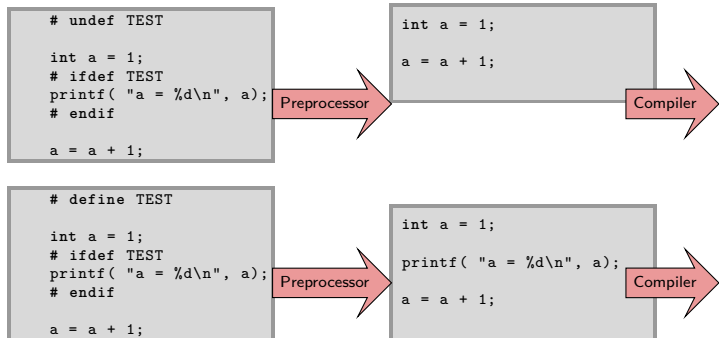 # undef TEST
int a = 1;
# ifdef TEST
printf( "a = %d\n", a);
# endif
a = a + 1;
Preprocessor
int a = 1;
a = a + 1;
Compiler
# define TEST
int a = 1;
# ifdef TEST
printf( "a = %d\n", a);
# endif
a = a + 1;
Preprocessor
int a = 1;
printf( "a = %d\n", a);
a = a + 1;
Compiler